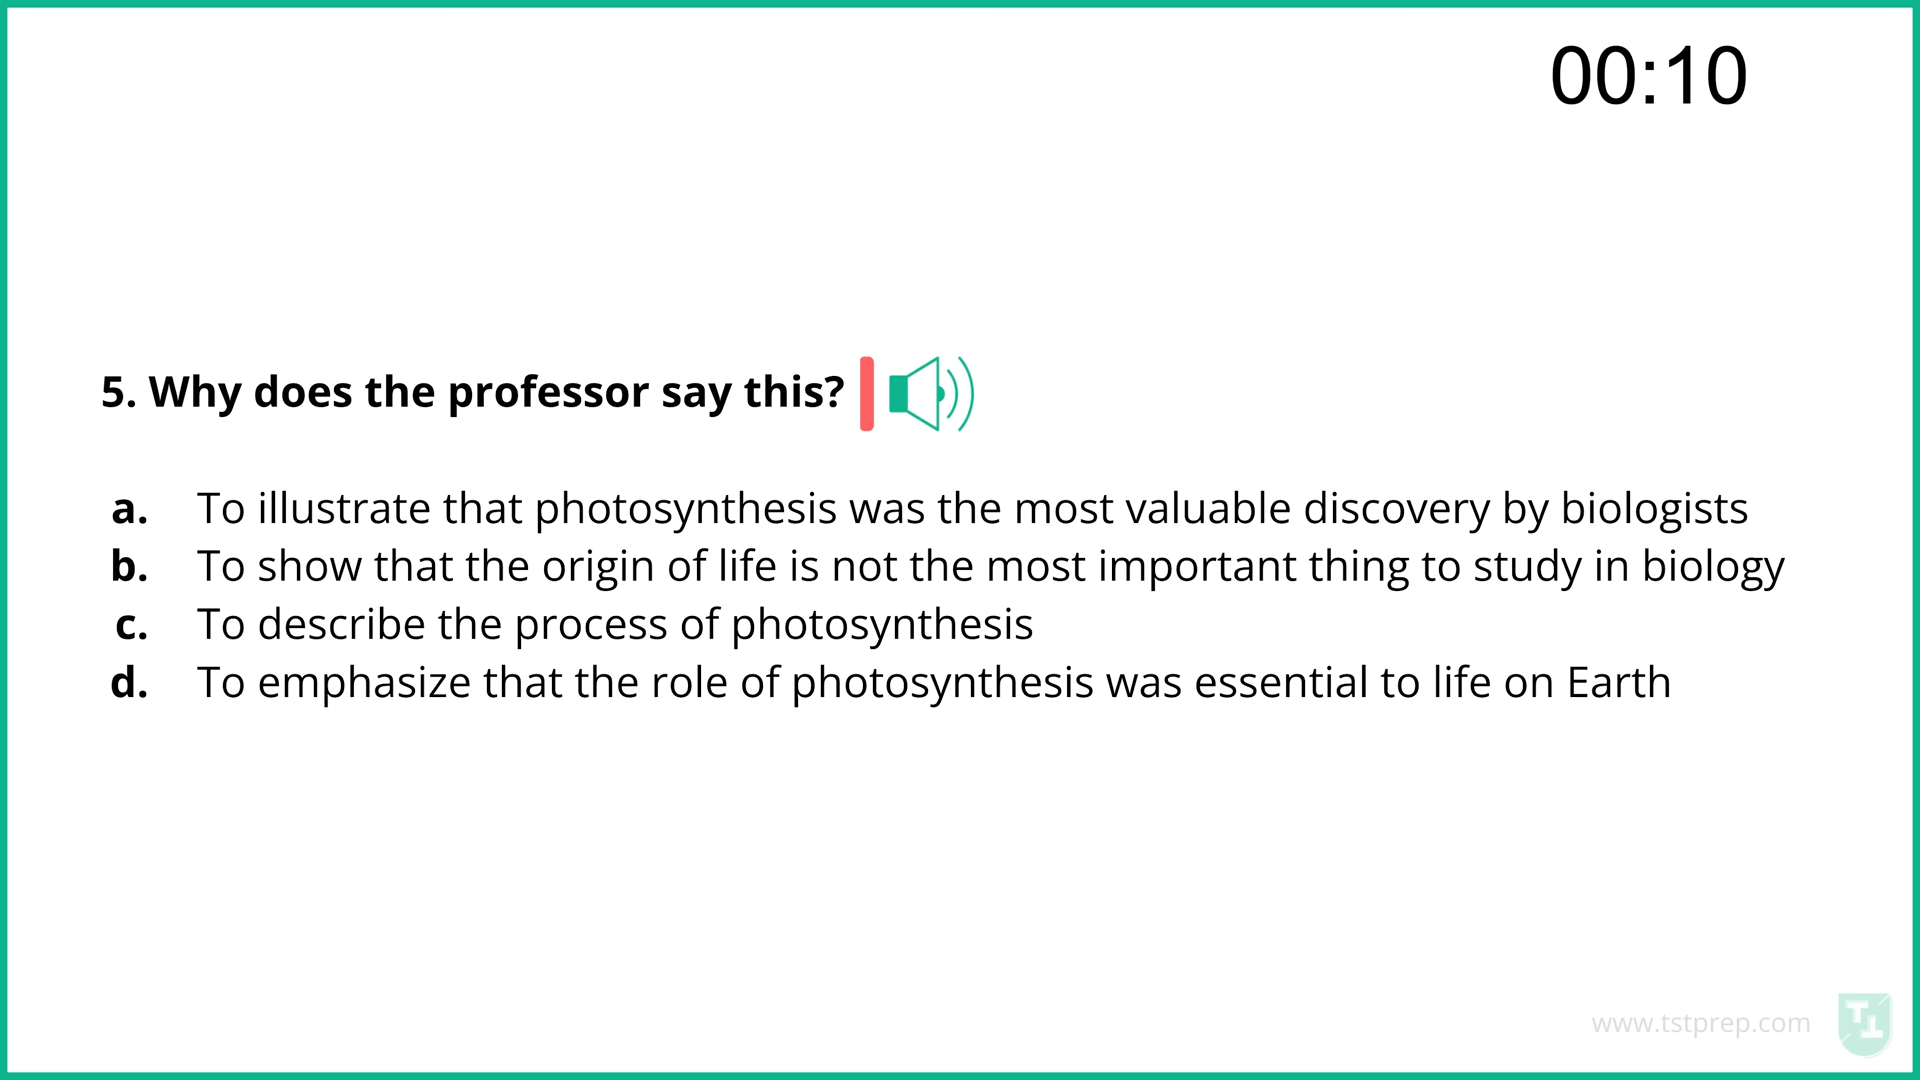 00:10
5. Why does the professor say this?
a. To illustrate that photosynthesis was the most valuable discovery by biologists
b. To show that the origin of life is not the most important thing to study in biology
c. To describe the process of photosynthesis
d. To emphasize that the role of photosynthesis was essential to life on Earth
www.tstprep.com